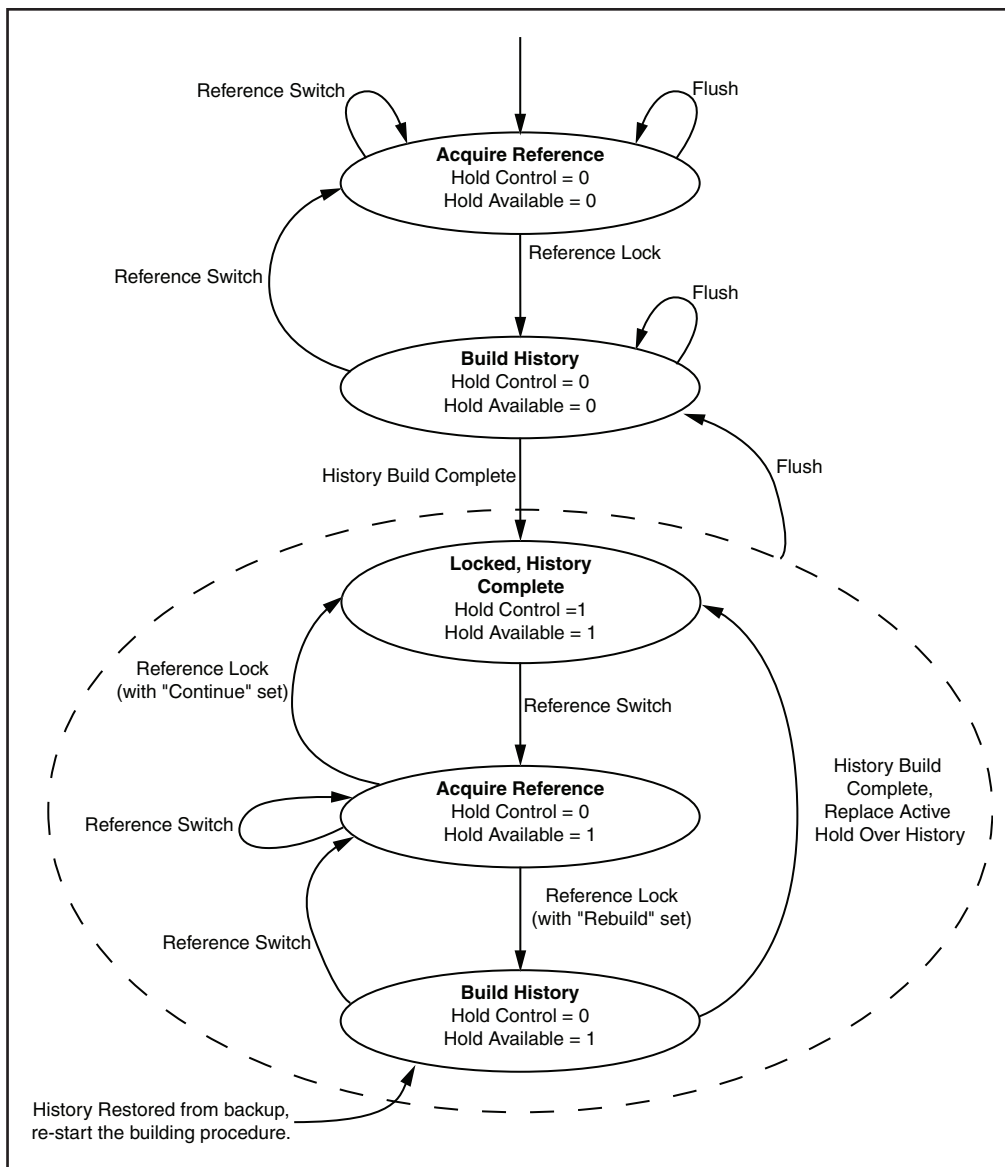 Reference Switch
Flush
Acquire Reference
Hold Control = 0
Hold Available = 0
Reference Lock
Reference Switch
Flush
Build History
Hold Control = 0
Hold Available = 0
History Build Complete
Flush
Locked, History
Complete
Hold Control =1
Hold Available = 1
Reference Lock
(with "Continue" set)
Reference Switch
Acquire Reference
Hold Control = 0
Hold Available = 1
History Build
Complete,
Replace Active
Hold Over History
Reference Switch
Reference Lock
(with "Rebuild" set)
Reference Switch
Build History
Hold Control = 0
Hold Available = 1
History Restored from backup,
re-start the building procedure.